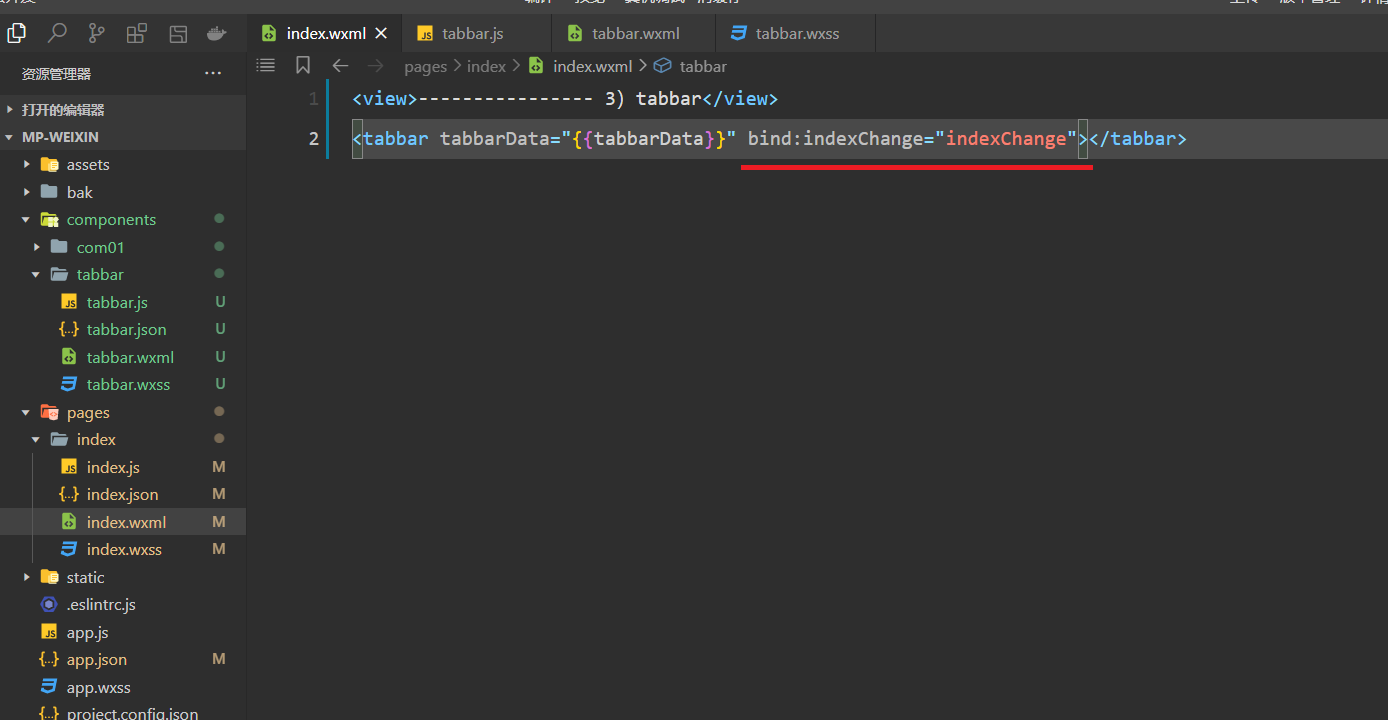 index.wxml
tabbar.js
tabbar.wxml
tabbar.wxss
资源管理器
pages > index > index.wxml > tabbar
打开的编辑器
MP-WEIXIN
1 <view>---------------- 3) tabbar</view>
2 <tabbar tabbarData="{{tabbarData}}" bind:indexChange="indexChange"></tabbar>
assets
bak
components
com01
tabbar
JS tabbar.js U
{..} tabbar.json U
tabbar.wxml U
tabbar.wxss U
pages
index
JS index.js M
{..} index.json M
index.wxml M
index.wxss M
static
.eslintrc.js
JS app.js
{..} app.json M
app.wxss
{..} project.config.json